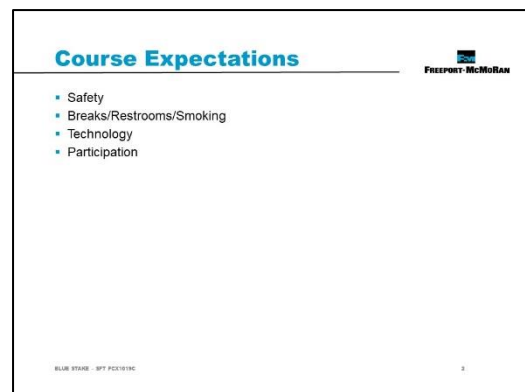 Course Expectations
FCX
FREEPORT-McMoRAN
Safety
Breaks/Restrooms/Smoking
Technology
Participation
BLUE STAKE - SFT FCX1019C
2